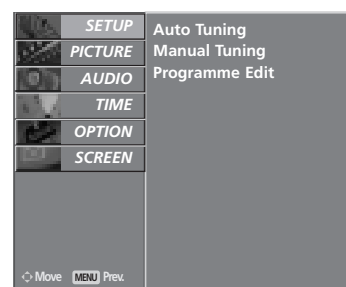 SETUP
PICTURE
AUDIO
TIME
OPTION
SCREEN
Auto Tuning
Manual Tuning
Programme Edit
Move MENU Prev.